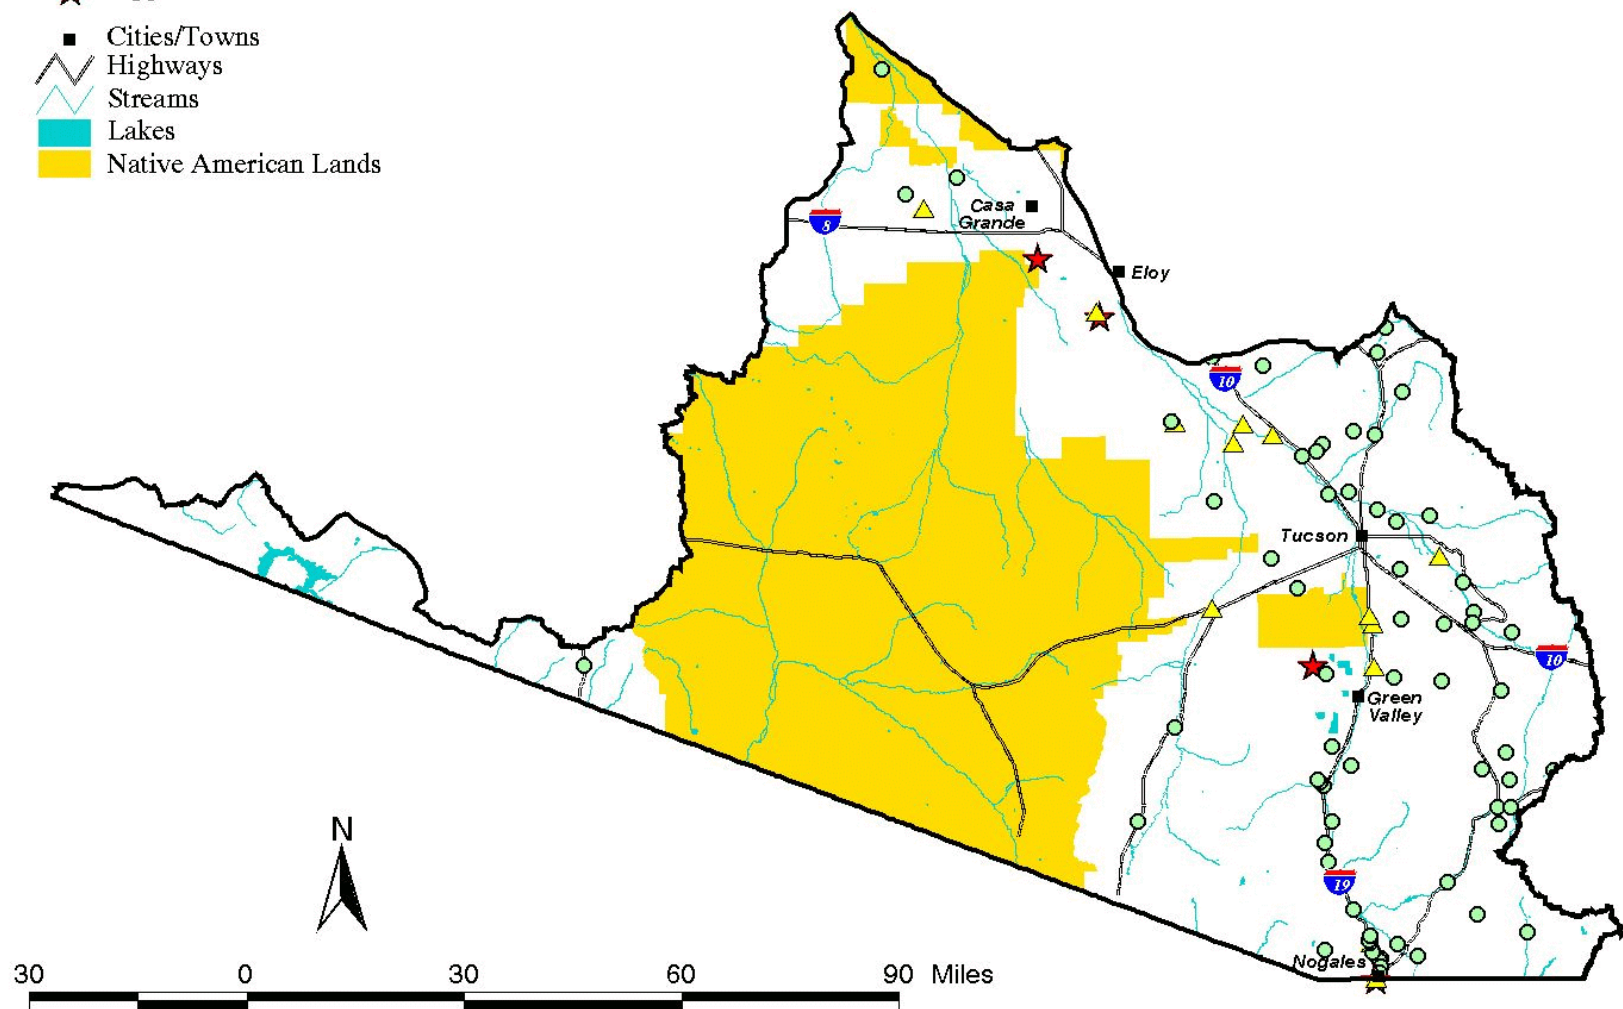 Cities/Towns
Highways
Streams
Lakes
Native American Lands
Casa
Grande
8
Eloy
10
Tucson
10
Green
Valley
19
Nogales
N
30 0 30 60 90 Miles